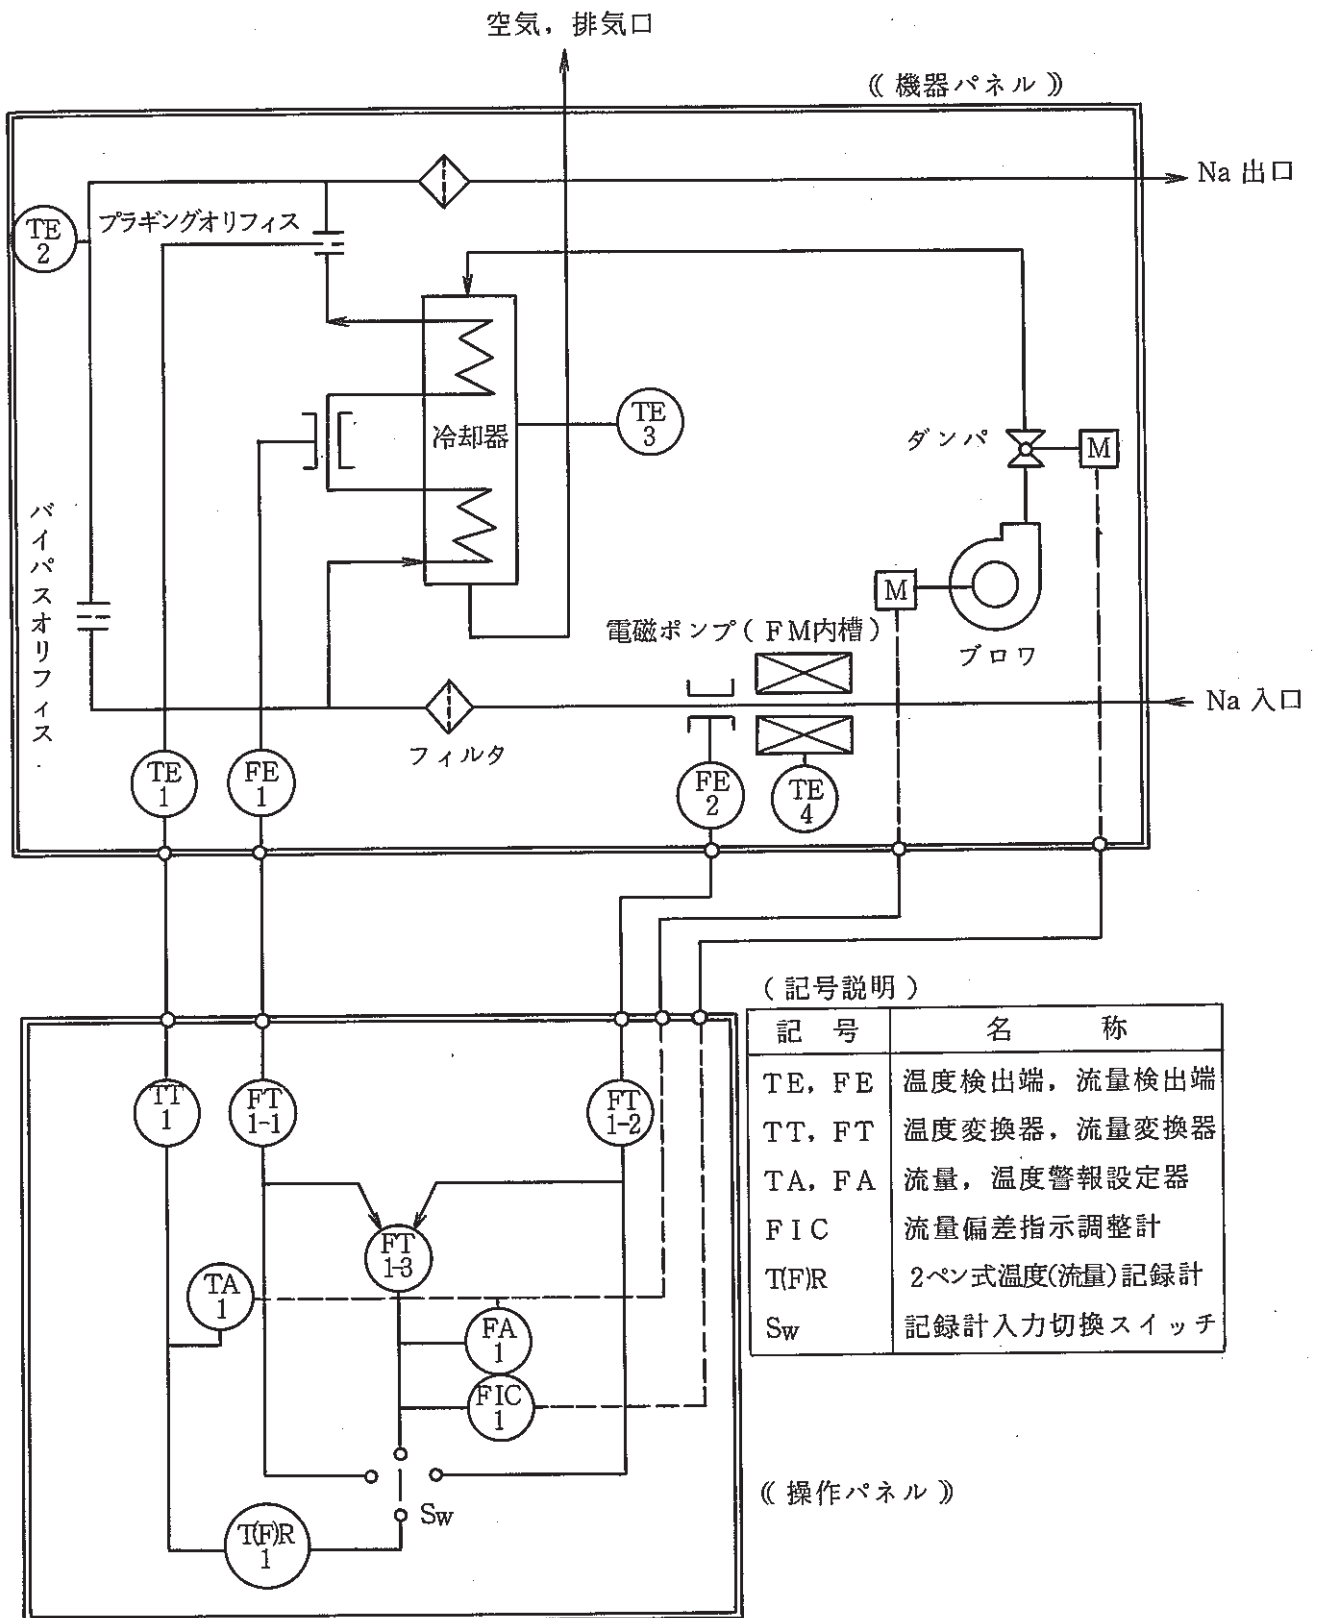 空気，排気口
《 機器パネル 》
Na 出口
TE
2
プラギングオリフィス
TE
3
冷却器
ダンパ
M
バイパスオリフィス
M
電磁ポンプ（FM内槽）
ブロワ
Na 入口
フィルタ
TE
1
FE
1
FE
2
TE
4
（記号説明）
記 号 名 称
TE，FE 温度検出端，流量検出端
TT，FT 温度変換器，流量変換器
TA，FA 流量，温度警報設定器
FIC 流量偏差指示調整計
T(F)R 2ペン式温度(流量)記録計
Sw 記録計入力切換スイッチ
TT
1
FT
1-1
FT
1-2
FT
1-3
TA
1
FA
1
FIC
1
Sw
T(F)R
1
《 操作パネル 》